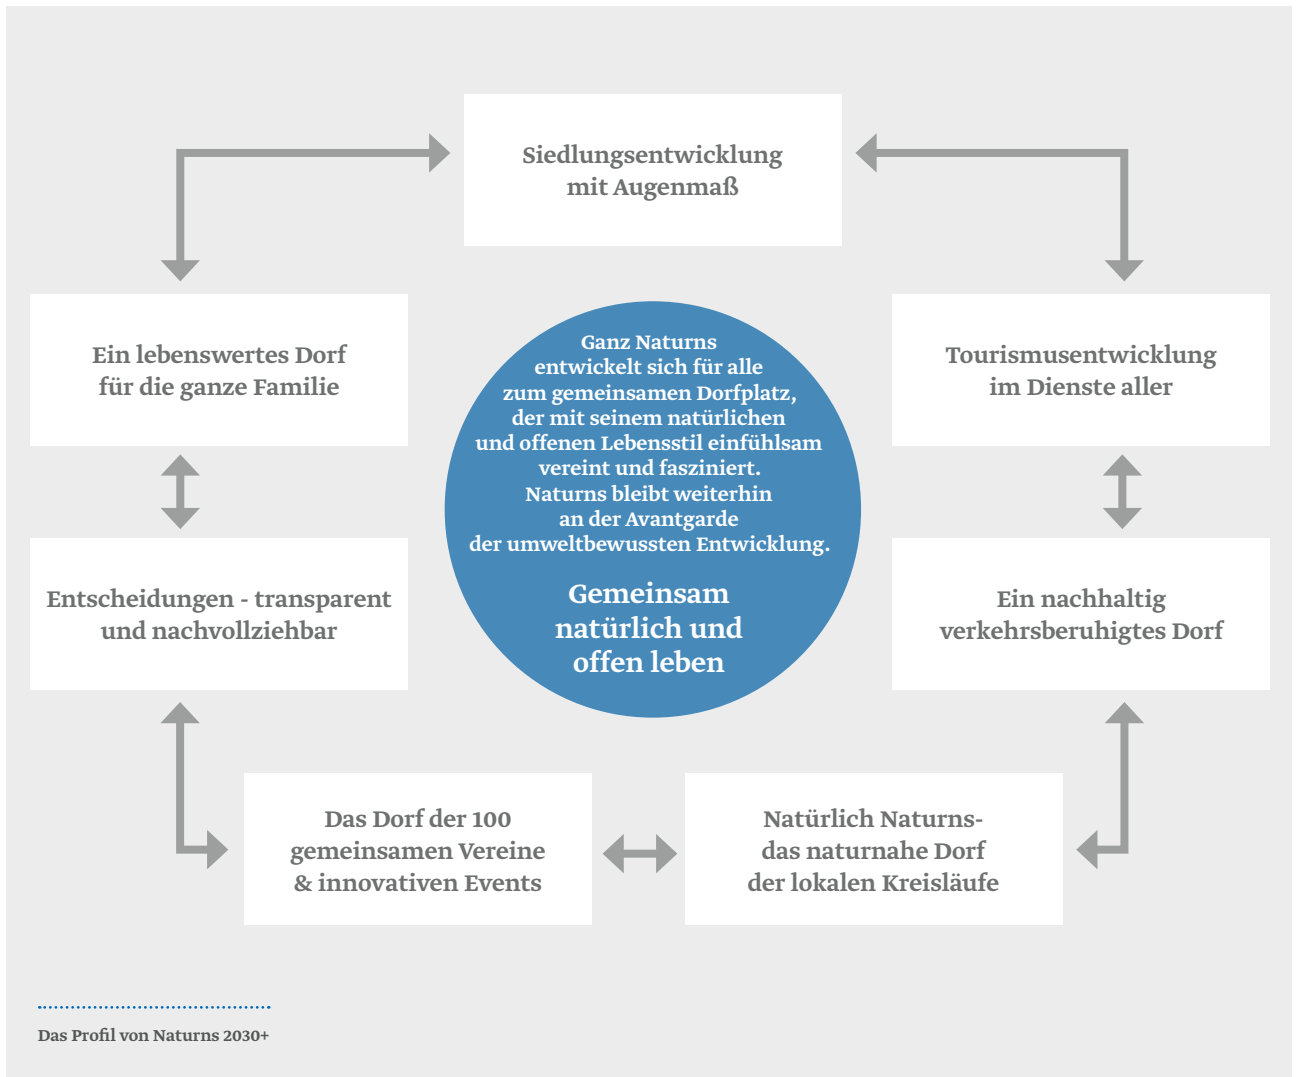 Siedlungsentwicklung
mit Augenmaß
Ein lebenswertes Dorf
für die ganze Familie
Ganz Naturns
entwickelt sich für alle
zum gemeinsamen Dorfplatz,
der mit seinem natürlichen
und offenen Lebensstil einfühlsam
vereint und fasziniert.
Naturns bleibt weiterhin
an der Avantgarde
der umweltbewussten Entwicklung.
Gemeinsam
natürlich und
offen leben
Tourismusentwicklung
im Dienste aller
Entscheidungen - transparent
und nachvollziehbar
Ein nachhaltig
verkehrsberuhigtes Dorf
Das Dorf der 100
gemeinsamen Vereine
& innovativen Events
Natürlich Naturns-
das naturnahe Dorf
der lokalen Kreisläufe
Das Profil von Naturns 2030+